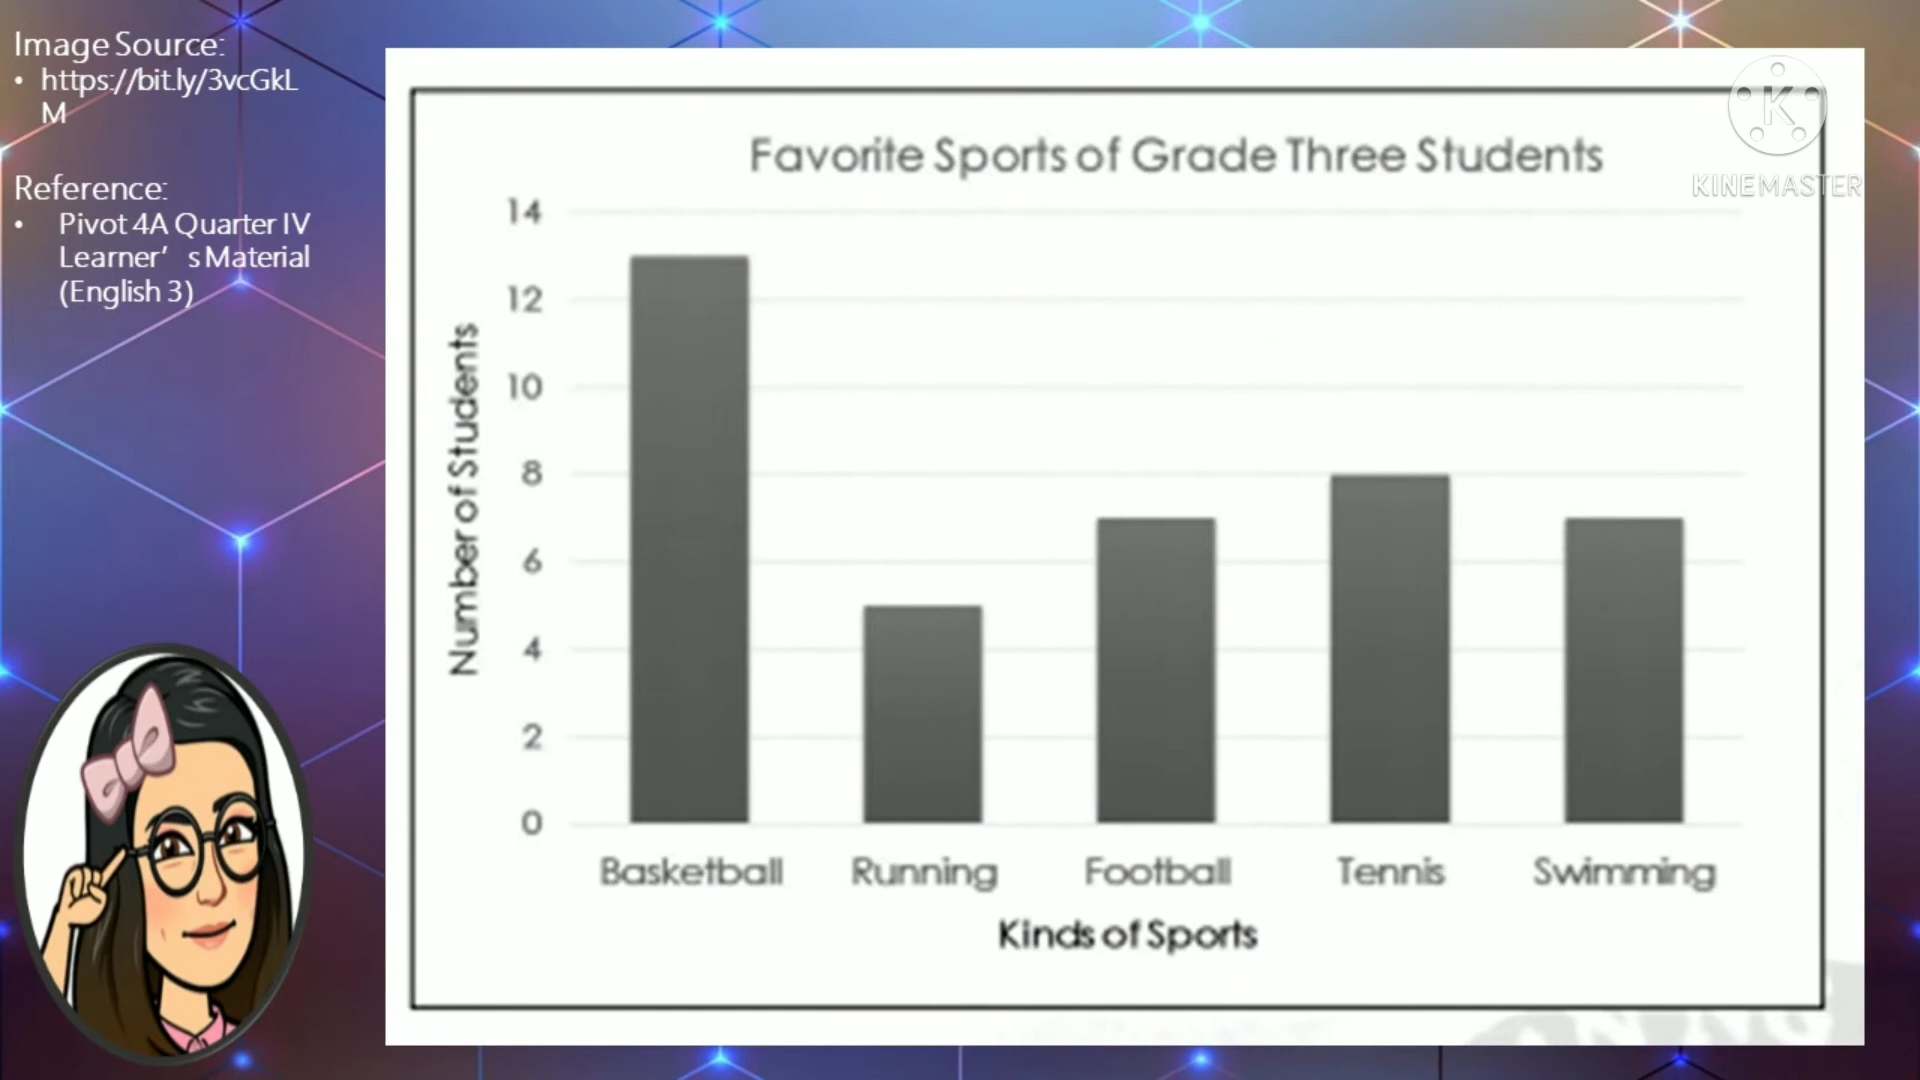 Image Source:
• https://bit.ly/3vcGkL
M
Reference:
• Pivot 4A Quarter IV
Learner’ s Material
(English 3)
KINEMASTER
Favorite Sports of Grade Three Students
Number of Students
14
12
10
8
6
4
2
0
Basketball Running Football Tennis Swimming
Kinds of Sports